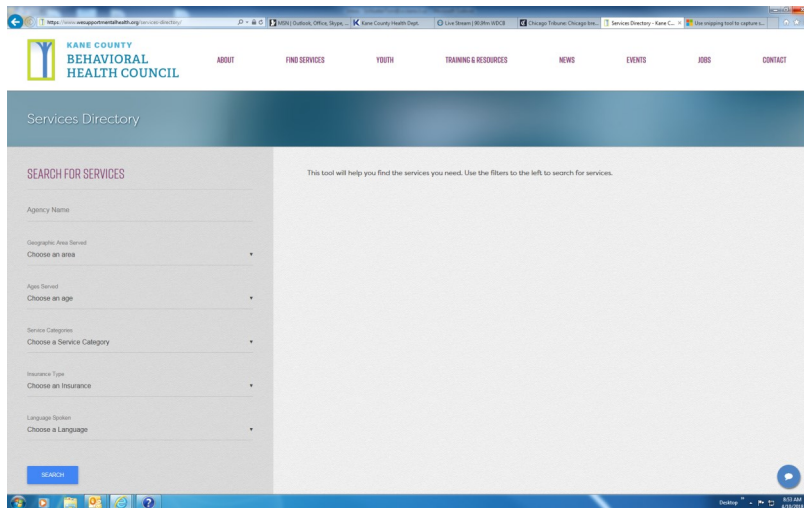 https://www.wesupportmentalhealth.org/services-directory/
MSN | Outlook, Office, Skype, ...
Kane County Health Dept.
Live Stream | 90.9fm WDCB
Chicago Tribune: Chicago bre...
Services Directory - Kane C...
Use snipping tool to capture s...
KANE COUNTY
BEHAVIORAL
HEALTH COUNCIL
ABOUT
FIND SERVICES
YOUTH
TRAINING & RESOURCES
NEWS
EVENTS
JOBS
CONTACT
Services Directory
SEARCH FOR SERVICES
This tool will help you find the services you need. Use the filters to the left to search for services.
Agency Name
Geographic Area Served
Choose an area
Ages Served
Choose an age
Service Categories
Choose a Service Category
Insurance Type
Choose an Insurance
Language Spoken
Choose a Language
SEARCH
Desktop
8:53 AM